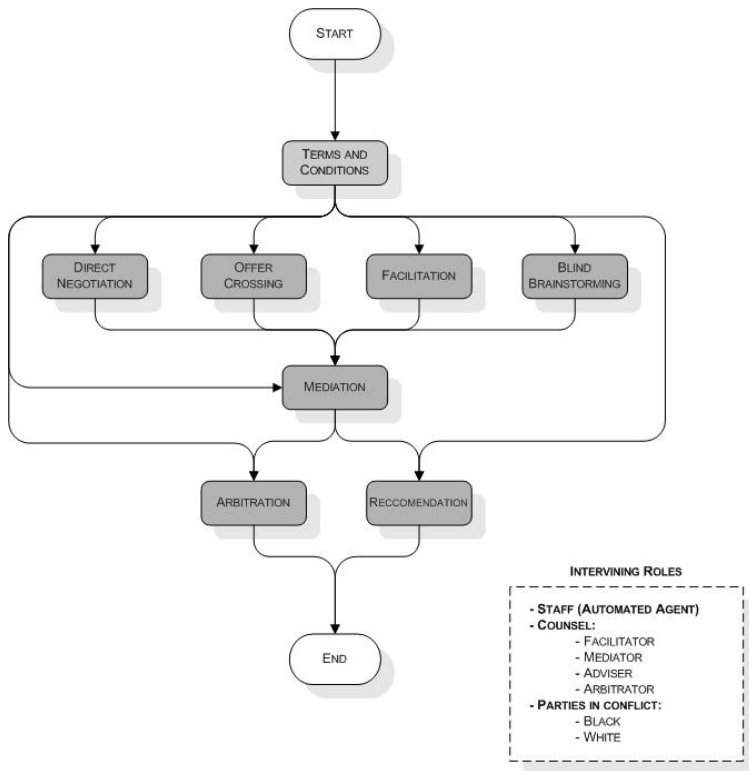 START
TERMS AND
CONDITIONS
DIRECT
NEGOTIATION
OFFER
CROSSING
FACILITATION
BLIND
BRAINSTORMING
MEDIATION
ARBITRATION
RECCOMENDATION
END
INTERVINING ROLES
- STAFF (AUTOMATED AGENT)
- COUNSEL:
- FACILITATOR
- MEDIATOR
- ADVISER
- ARBITRATOR
- PARTIES IN CONFLICT:
- BLACK
- WHITE